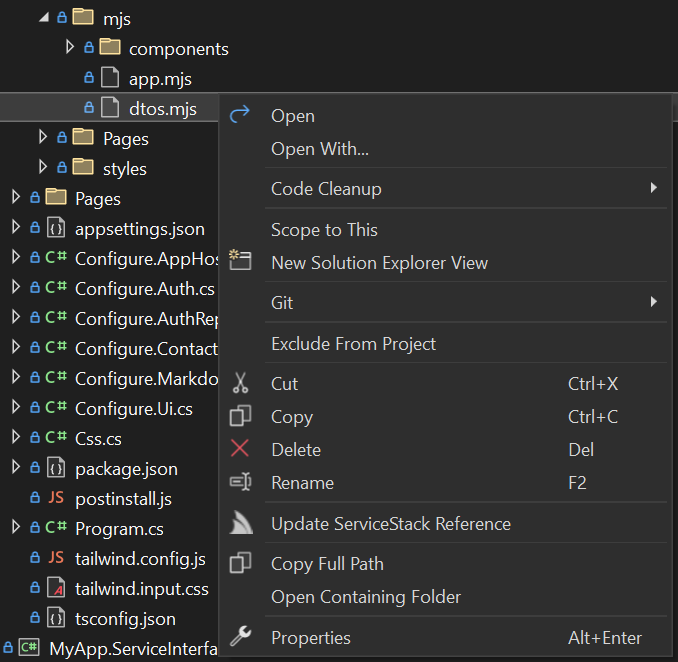 mjs
components
app.mjs
dtos.mjs
Pages
styles
Pages
appsettings.json
C# Configure.AppHos
C# Configure.Auth.cs
C# Configure.AuthRep
C# Configure.Contact
C# Configure.Markdo
C# Configure.Ui.cs
C# Css.cs
package.json
JS postinstall.js
C# Program.cs
JS tailwind.config.js
tailwind.input.css
tsconfig.json
C# MyApp.ServiceInterfa
Open
Open With...
Code Cleanup
Scope to This
New Solution Explorer View
Git
Exclude From Project
Cut Ctrl+X
Copy Ctrl+C
Delete Del
Rename F2
Update ServiceStack Reference
Copy Full Path
Open Containing Folder
Properties Alt+Enter